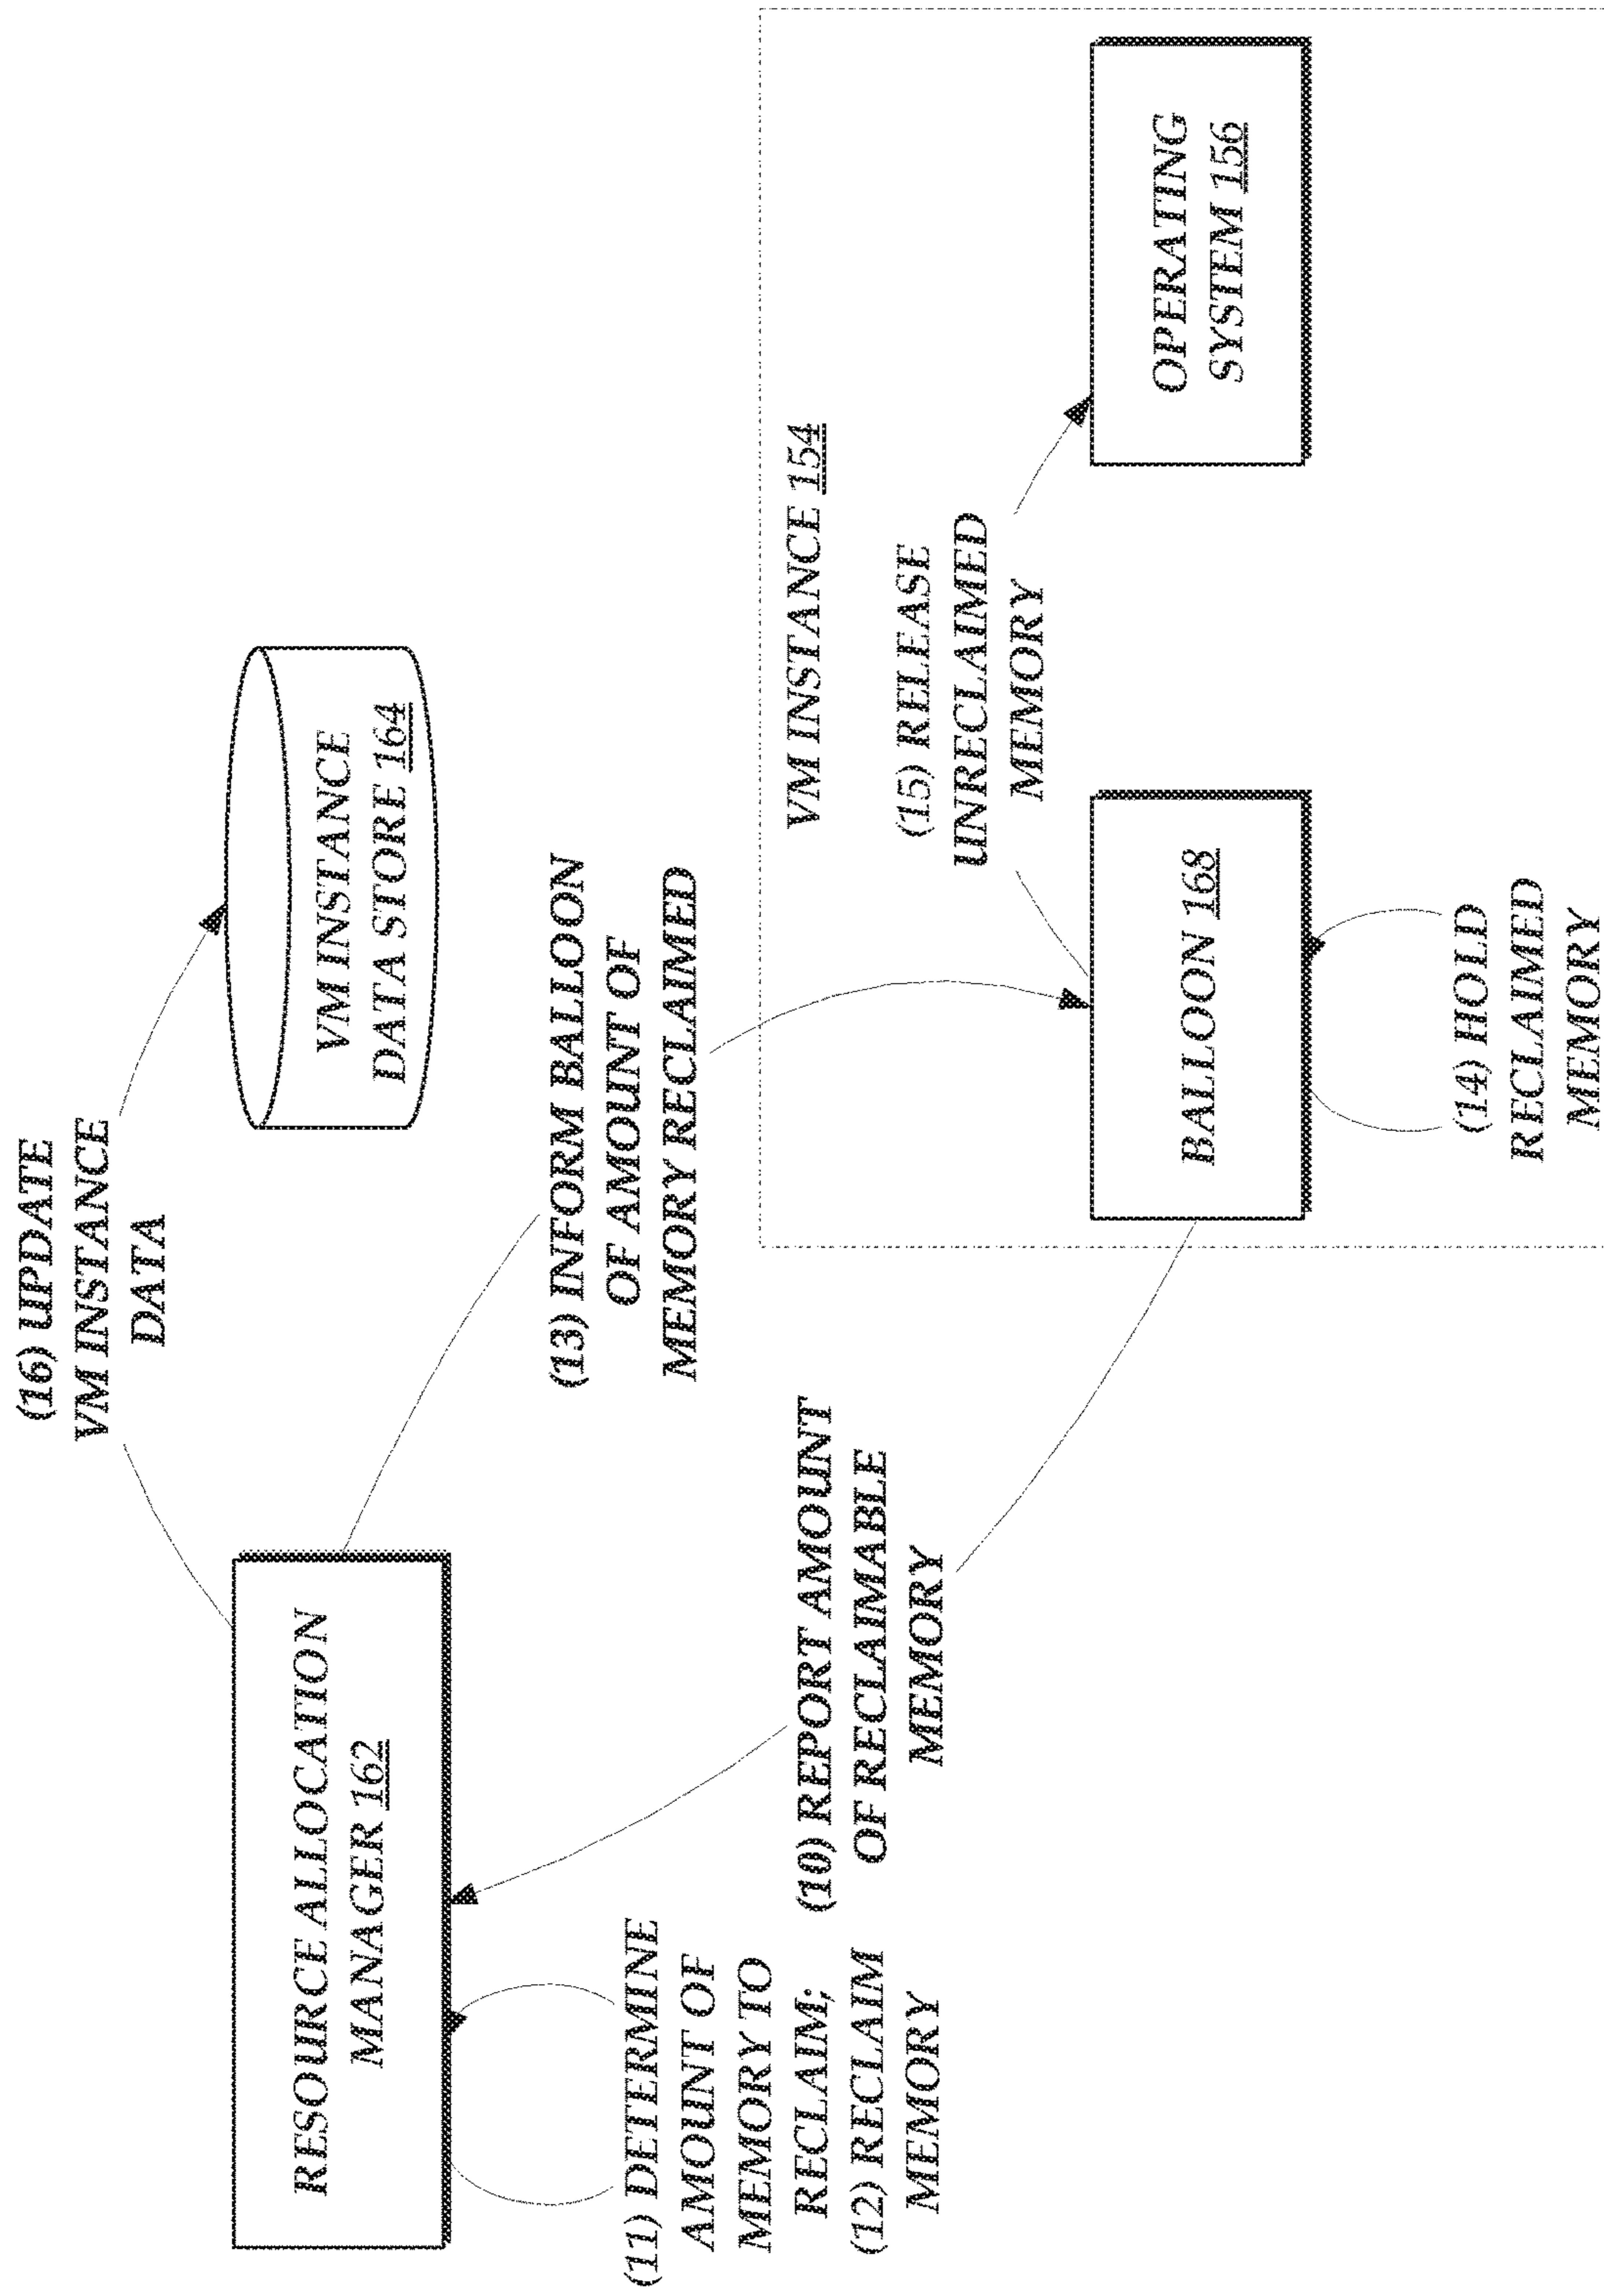 (16) UPDATE
VM INSTANCE
DATA
RESOURCE ALLOCATION
MANAGER 162
VM INSTANCE
DATA STORE 164
(13) INFORM BALLOON
OF AMOUNT OF
MEMORY RECLAIMED
(11) DETERMINE
AMOUNT OF
MEMORY TO
RECLAIM;
(12) RECLAIM
MEMORY
(10) REPORT AMOUNT
OF RECLAIMABLE
MEMORY
VM INSTANCE 154
(15) RELEASE
UNRECLAIMED
MEMORY
BALLOON 168
OPERATING
SYSTEM 156
(14) HOLD
RECLAIMED
MEMORY